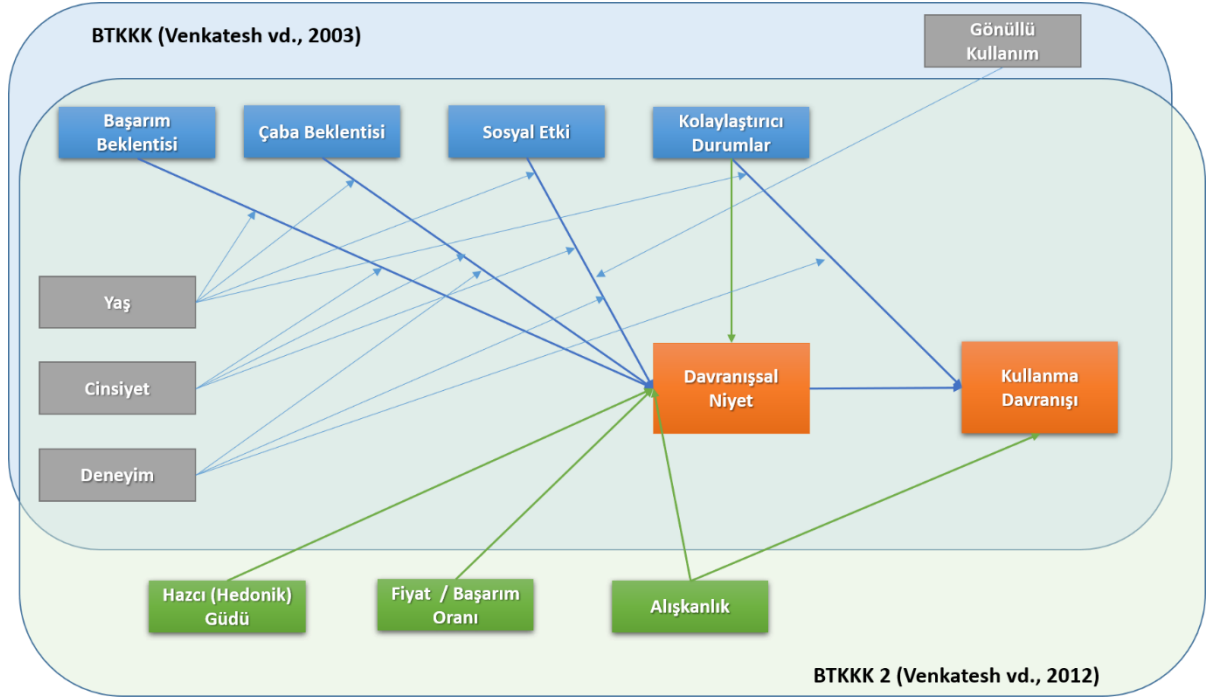 BTKKK (Venkatesh vd., 2003)
Gönüllü
Kullanım
Başarım
Beklentisi
Çaba Beklentisi
Sosyal Etki
Kolaylaştırıcı
Durumlar
Yaş
Cinsiyet
Deneyim
Davranışsal
Niyet
Kullanma
Davranışı
Hazcı (Hedonik)
Güdü
Fiyat / Başarım
Oranı
Alışkanlık
BTKKK 2 (Venkatesh vd., 2012)